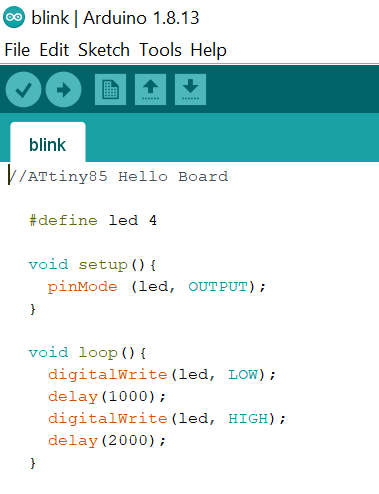 blink | Arduino 1.8.13
File Edit Sketch Tools Help
blink
//ATtiny85 Hello Board
#define led 4
void setup(){
pinMode (led, OUTPUT);
}
void loop(){
digitalWrite(led, LOW);
delay(1000);
digitalWrite(led, HIGH);
delay(2000);
}